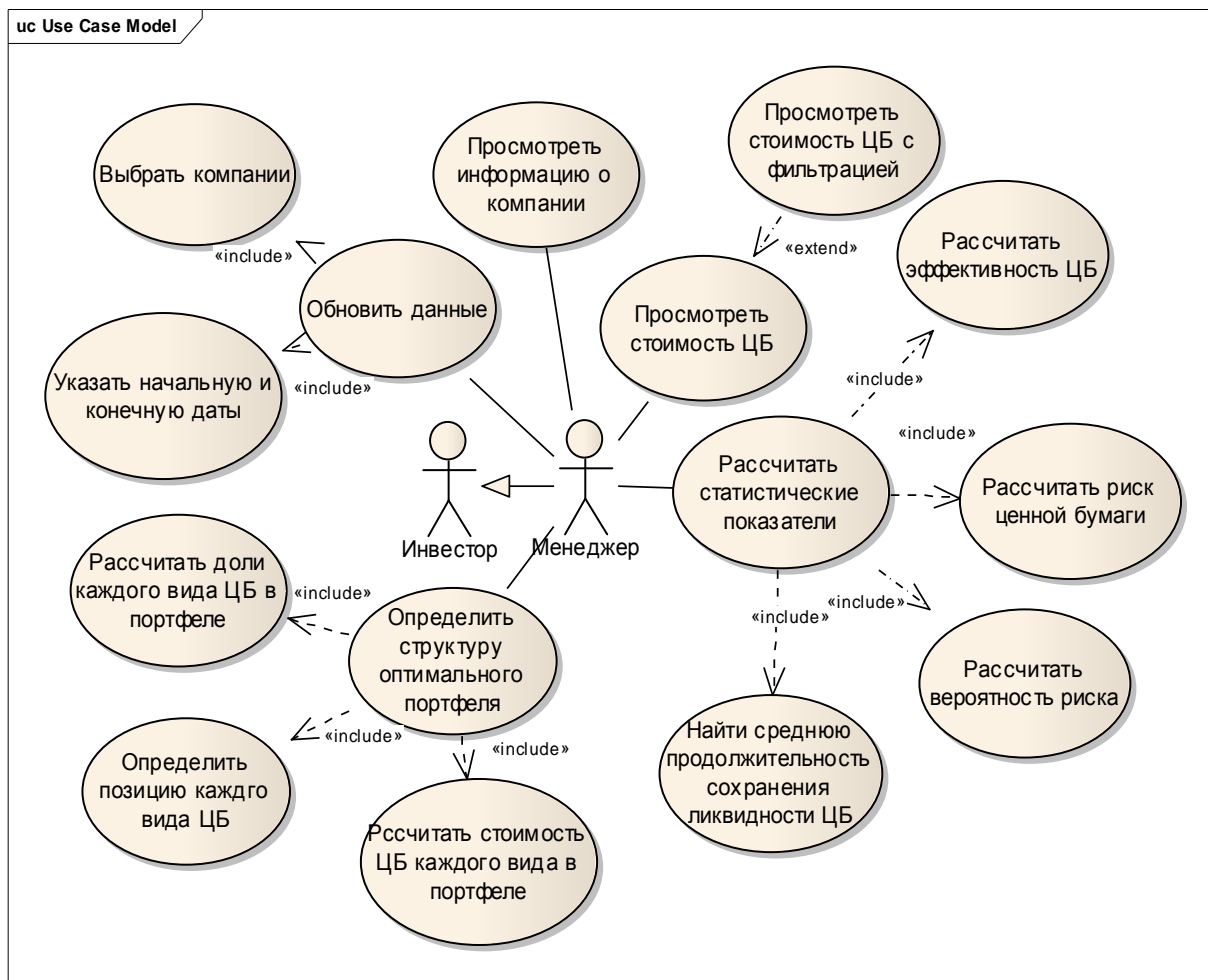 uc Use Case Model
Выбрать компании
Просмотреть
информацию о
компании
Просмотреть
стоимость ЦБ с
фильтрацией
«include»
«extend»
Рассчитать
эффективность ЦБ
Обновить данные
Просмотреть
стоимость ЦБ
Указать начальную и
конечную даты
«include»
«include»
«include»
Рассчитать
статистические
показатели
Рассчитать риск
ценной бумаги
Инвестор
Менеджер
Рассчитать доли
каждого вида ЦБ в
портфеле
«include»
Определить
структуру
оптимального
портфеля
«include»
«include»
Рассчитать
вероятность риска
«include»
«include»
Определить
позицию каждго
вида ЦБ
Найти среднюю
продолжительность
сохранения
ликвидности ЦБ
Рссчитать стоимость
ЦБ каждого вида в
портфеле